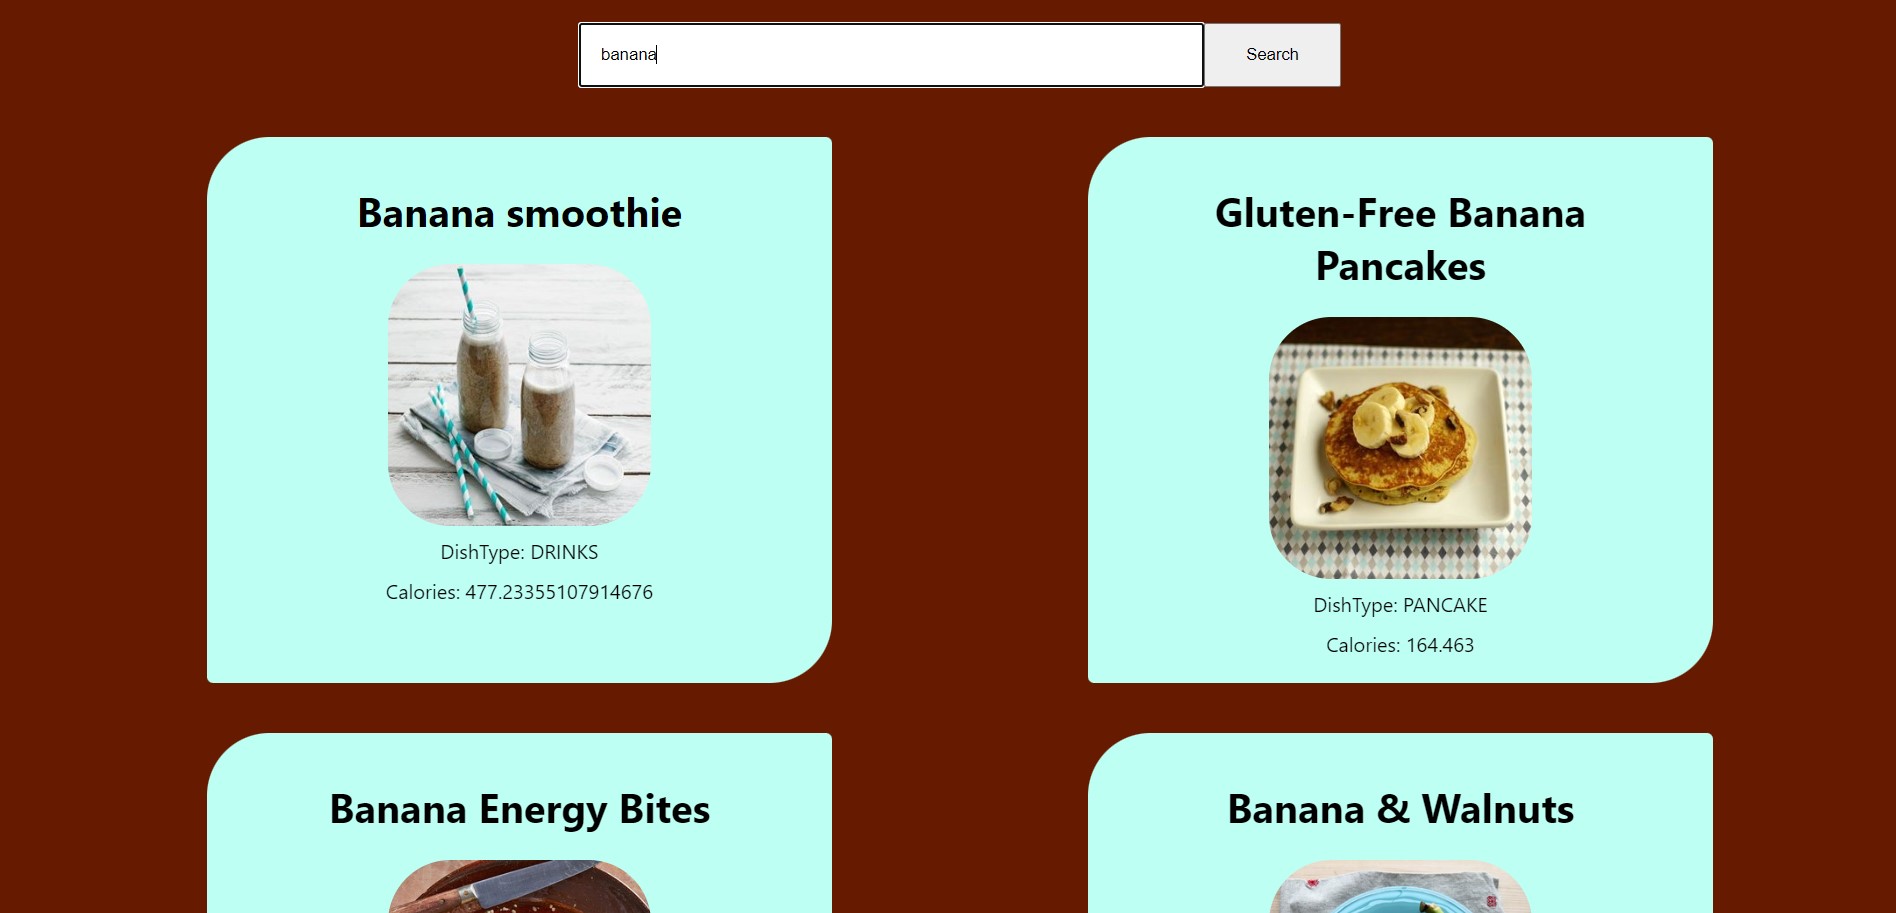 banana
Search
Banana smoothie
DishType: DRINKS
Calories: 477.23355107914676
Gluten-Free Banana
Pancakes
DishType: PANCAKE
Calories: 164.463
Banana Energy Bites
Banana & Walnuts